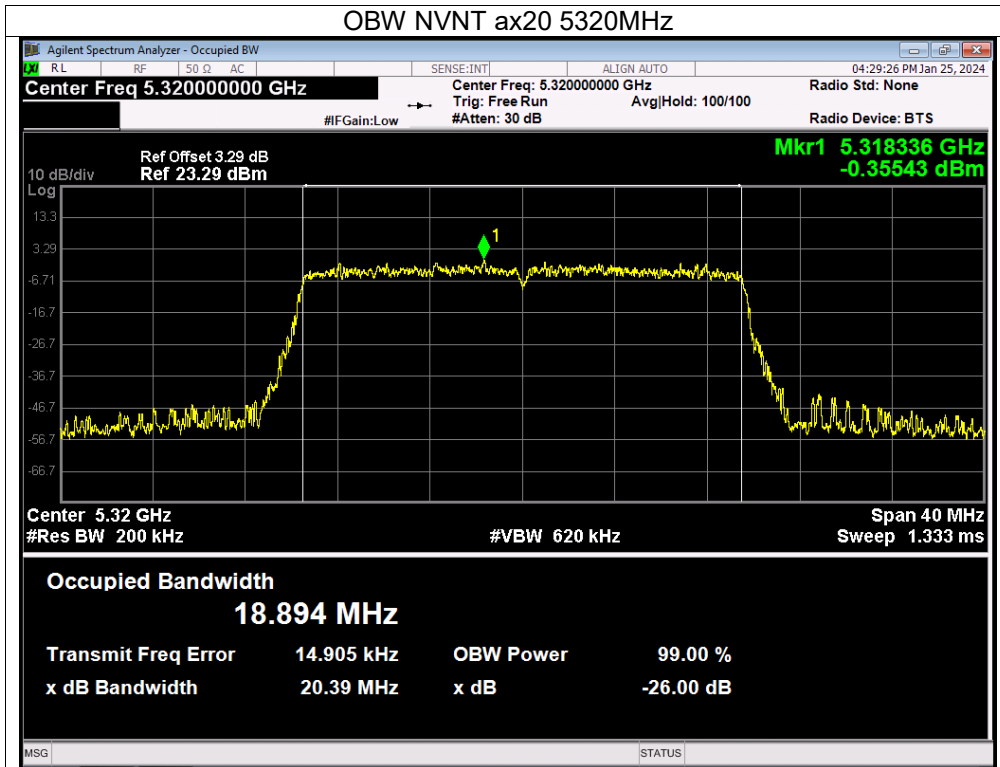 OBW NVNT ax20 5320MHz
Agilent Spectrum Analyzer - Occupied BW
LXI RL RF 50 Ω AC SENSE:INT ALIGN AUTO 04:29:26 PM Jan 25, 2024
Center Freq 5.320000000 GHz Center Freq: 5.320000000 GHz Radio Std: None
Trig: Free Run Avg|Hold: 100/100
#IFGain:Low #Atten: 30 dB Radio Device: BTS
Mkr1 5.318336 GHz
-0.35543 dBm
Ref Offset 3.29 dB
10 dB/div Ref 23.29 dBm
Log
13.3
1
3.29
-6.71
-16.7
-26.7
-36.7
-46.7
-56.7
-66.7
Center 5.32 GHz Span 40 MHz
#Res BW 200 kHz #VBW 620 kHz Sweep 1.333 ms
Occupied Bandwidth
18.894 MHz
Transmit Freq Error 14.905 kHz OBW Power 99.00 %
x dB Bandwidth 20.39 MHz x dB -26.00 dB
MSG STATUS